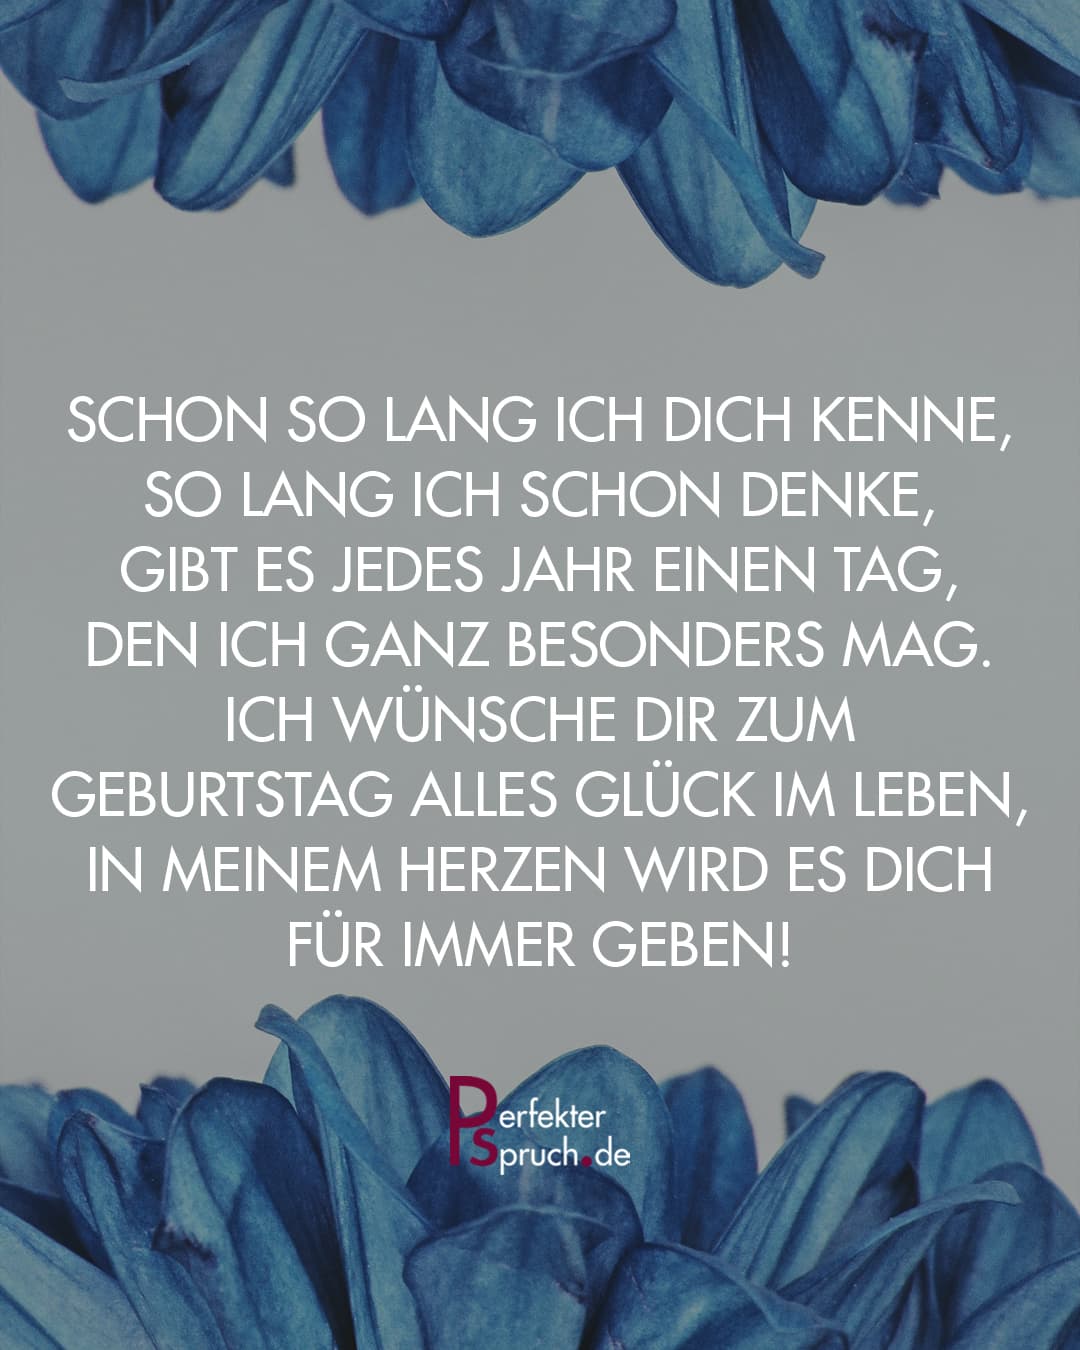 SCHON SO LANG ICH DICH KENNE,
SO LANG ICH SCHON DENKE,
GIBT ES JEDES JAHR EINEN TAG,
DEN ICH GANZ BESONDERS MAG.
ICH WÜNSCHE DIR ZUM
GEBURTSTAG ALLES GLÜCK IM LEBEN,
IN MEINEM HERZEN WIRD ES DICH
FÜR IMMER GEBEN!
Perfekter
Spruch.de